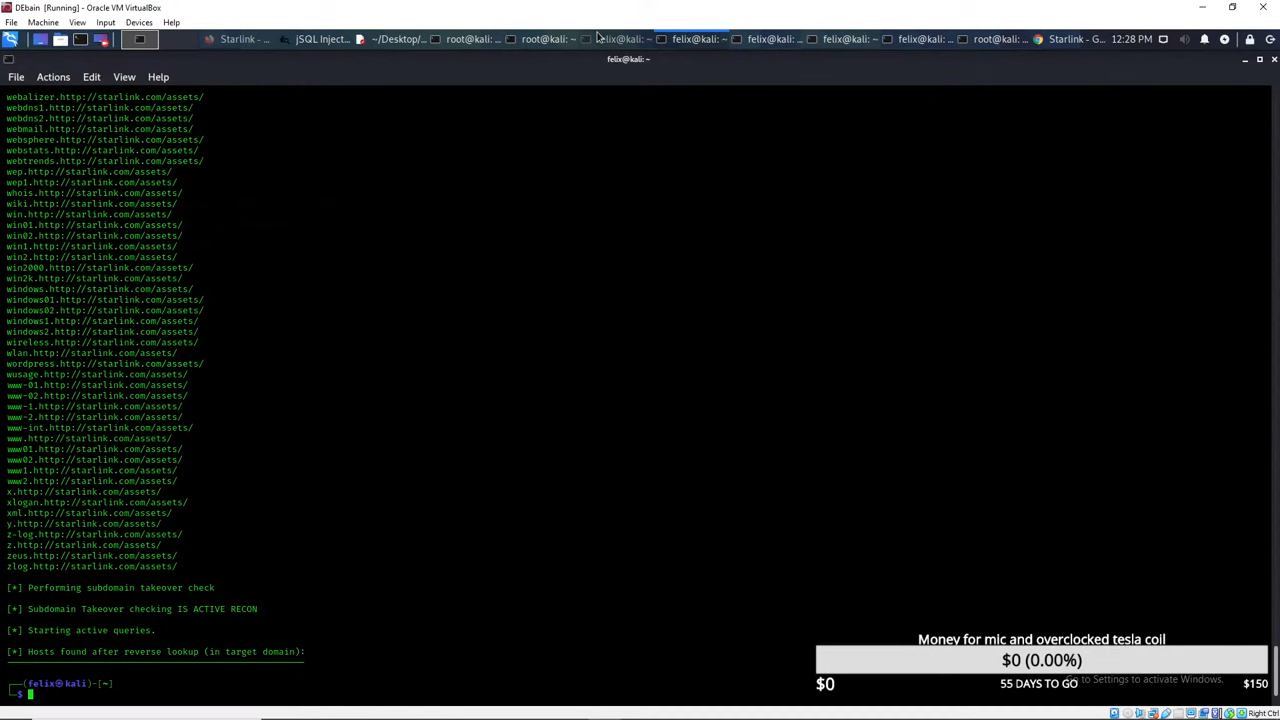 DEbain [Running] - Oracle VM VirtualBox
File Machine View Input Devices Help
Starlink - ... jSQL Inject... ~/Desktop/... root@kali: ... root@kali: ~ felix@kali: ~ felix@kali: ~ felix@kali: ... felix@kali: ~ felix@kali: ... root@kali: ... Starlink - G... 12:28 PM
felix@kali: ~
File Actions Edit View Help
webalizer.http://starlink.com/assets/
webdns1.http://starlink.com/assets/
webdns2.http://starlink.com/assets/
webmail.http://starlink.com/assets/
websphere.http://starlink.com/assets/
webstats.http://starlink.com/assets/
webtrends.http://starlink.com/assets/
wep.http://starlink.com/assets/
wep1.http://starlink.com/assets/
whois.http://starlink.com/assets/
wiki.http://starlink.com/assets/
win.http://starlink.com/assets/
win01.http://starlink.com/assets/
win02.http://starlink.com/assets/
win1.http://starlink.com/assets/
win2.http://starlink.com/assets/
win2000.http://starlink.com/assets/
win2k.http://starlink.com/assets/
windows.http://starlink.com/assets/
windows01.http://starlink.com/assets/
windows02.http://starlink.com/assets/
windows1.http://starlink.com/assets/
windows2.http://starlink.com/assets/
wireless.http://starlink.com/assets/
wlan.http://starlink.com/assets/
wordpress.http://starlink.com/assets/
wusage.http://starlink.com/assets/
www-01.http://starlink.com/assets/
www-02.http://starlink.com/assets/
www-1.http://starlink.com/assets/
www-2.http://starlink.com/assets/
www-int.http://starlink.com/assets/
www.http://starlink.com/assets/
www01.http://starlink.com/assets/
www02.http://starlink.com/assets/
www1.http://starlink.com/assets/
www2.http://starlink.com/assets/
x.http://starlink.com/assets/
xlogan.http://starlink.com/assets/
xml.http://starlink.com/assets/
y.http://starlink.com/assets/
z-log.http://starlink.com/assets/
z.http://starlink.com/assets/
zeus.http://starlink.com/assets/
zlog.http://starlink.com/assets/
[*] Performing subdomain takeover check
[*] Subdomain Takeover checking IS ACTIVE RECON
[*] Starting active queries.
[*] Hosts found after reverse lookup (in target domain):
(felix㉿kali)-[~]
$
Money for mic and overclocked tesla coil
$0 (0.00%)
$0 55 DAYS TO GO $150
Go to Settings to activate Windows.
Right Ctrl